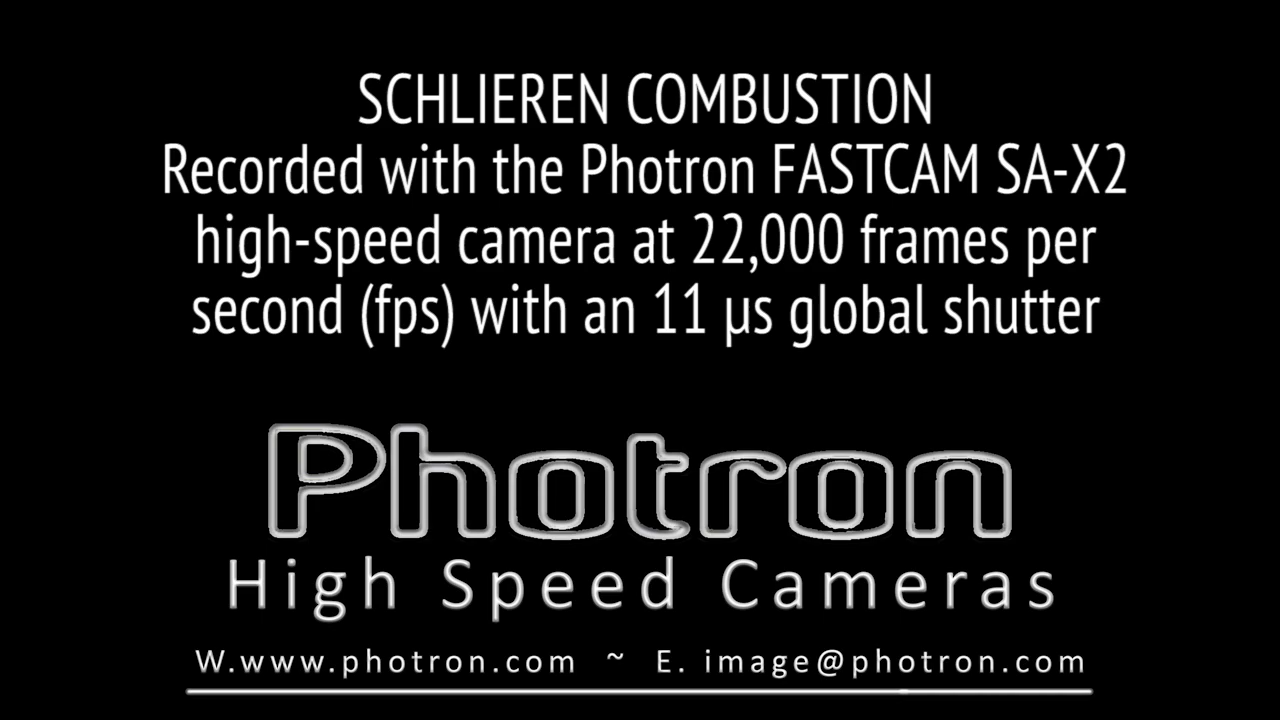 SCHLIEREN COMBUSTION
Recorded with the Photron FASTCAM SA-X2
high-speed camera at 22,000 frames per
second (fps) with an 11 µs global shutter
Photron
High Speed Cameras
W.www.photron.com ~ E. image@photron.com